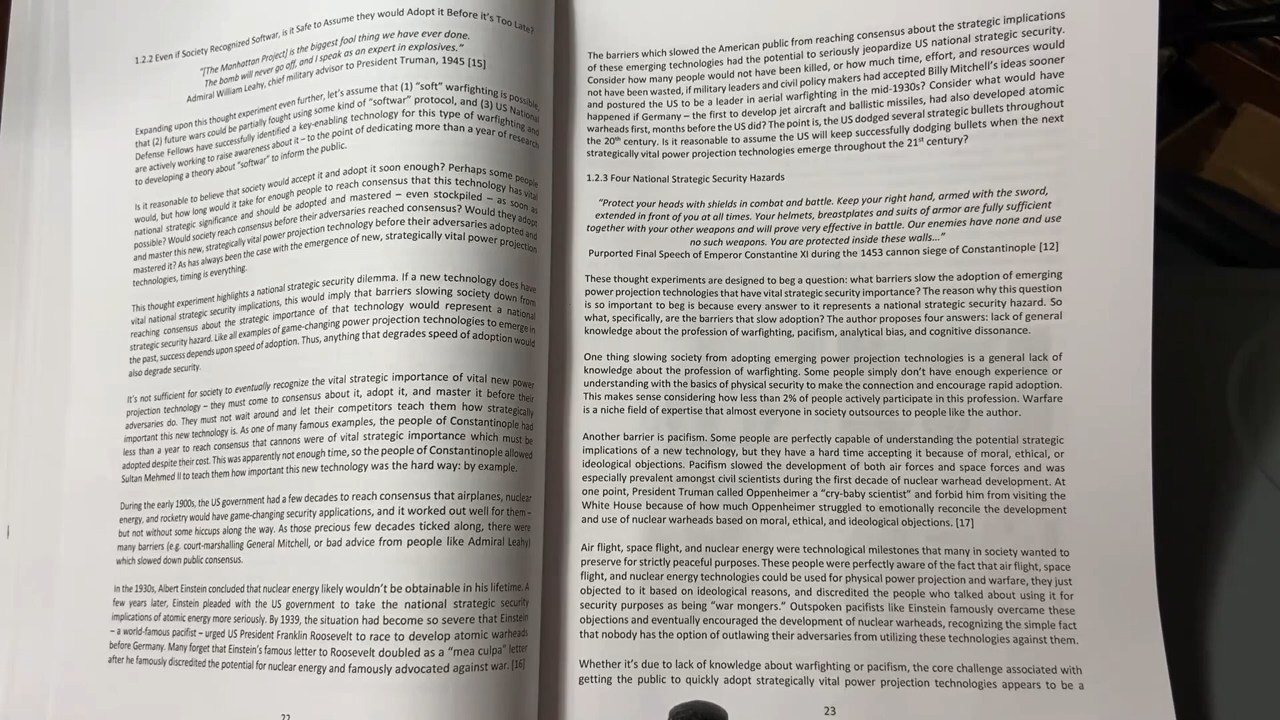 1.2.2 Even if Society Recognized Softwar, is it Safe to Assume they would Adopt it Before it's Too Late?
"[The Manhattan Project] is the biggest fool thing we have ever done.
The bomb will never go off, and I speak as an expert in explosives."
Admiral William Leahy, chief military advisor to President Truman, 1945 [15]
Expanding upon this thought experiment even further, let's assume that (1) "soft" warfighting is possible,
that (2) future wars could be partially fought using some kind of "softwar" protocol, and (3) US National
Defense Fellows have successfully identified a key-enabling technology for this type of warfighting and
are actively working to raise awareness about it – to the point of dedicating more than a year of research
to developing a theory about "softwar" to inform the public.
Is it reasonable to believe that society would accept it and adopt it soon enough? Perhaps some people
would, but how long would it take for enough people to reach consensus that this technology has vital
national strategic significance and should be adopted and mastered – even stockpiled – as soon as
possible? Would society reach consensus before their adversaries reached consensus? Would they adopt
and master this new, strategically vital power projection technology before their adversaries adopted and
mastered it? As has always been the case with the emergence of new, strategically vital power projection
technologies, timing is everything.
This thought experiment highlights a national strategic security dilemma. If a new technology does have
vital national strategic security implications, this would imply that barriers slowing society down from
reaching consensus about the strategic importance of that technology would represent a national
strategic security hazard. Like all examples of game-changing power projection technologies to emerge in
the past, success depends upon speed of adoption. Thus, anything that degrades speed of adoption would
also degrade security.
It's not sufficient for society to eventually recognize the vital strategic importance of vital new power
projection technology – they must come to consensus about it, adopt it, and master it before their
adversaries do. They must not wait around and let their competitors teach them how strategically
important this new technology is. As one of many famous examples, the people of Constantinople had
less than a year to reach consensus that cannons were of vital strategic importance which must be
adopted despite their cost. This was apparently not enough time, so the people of Constantinople allowed
Sultan Mehmed II to teach them how important this new technology was the hard way: by example.
During the early 1900s, the US government had a few decades to reach consensus that airplanes, nuclear
energy, and rocketry would have game-changing security applications, and it worked out well for them –
but not without some hiccups along the way. As those precious few decades ticked along, there were
many barriers (e.g. court-marshalling General Mitchell, or bad advice from people like Admiral Leahy)
which slowed down public consensus.
In the 1930s, Albert Einstein concluded that nuclear energy likely wouldn't be obtainable in his lifetime. A
few years later, Einstein pleaded with the US government to take the national strategic security
implications of atomic energy more seriously. By 1939, the situation had become so severe that Einstein
– a world-famous pacifist – urged US President Franklin Roosevelt to race to develop atomic warheads
before Germany. Many forget that Einstein's famous letter to Roosevelt doubled as a "mea culpa" letter
after he famously discredited the potential for nuclear energy and famously advocated against war. [16]
22
The barriers which slowed the American public from reaching consensus about the strategic implications
of these emerging technologies had the potential to seriously jeopardize US national strategic security.
Consider how many people would not have been killed, or how much time, effort, and resources would
not have been wasted, if military leaders and civil policy makers had accepted Billy Mitchell's ideas sooner
and postured the US to be a leader in aerial warfighting in the mid-1930s? Consider what would have
happened if Germany – the first to develop jet aircraft and ballistic missiles, had also developed atomic
warheads first, months before the US did? The point is, the US dodged several strategic bullets throughout
the 20th century. Is it reasonable to assume the US will keep successfully dodging bullets when the next
strategically vital power projection technologies emerge throughout the 21st century?
1.2.3 Four National Strategic Security Hazards
"Protect your heads with shields in combat and battle. Keep your right hand, armed with the sword,
extended in front of you at all times. Your helmets, breastplates and suits of armor are fully sufficient
together with your other weapons and will prove very effective in battle. Our enemies have none and use
no such weapons. You are protected inside these walls..."
Purported Final Speech of Emperor Constantine XI during the 1453 cannon siege of Constantinople [12]
These thought experiments are designed to beg a question: what barriers slow the adoption of emerging
power projection technologies that have vital strategic security importance? The reason why this question
is so important to beg is because every answer to it represents a national strategic security hazard. So
what, specifically, are the barriers that slow adoption? The author proposes four answers: lack of general
knowledge about the profession of warfighting, pacifism, analytical bias, and cognitive dissonance.
One thing slowing society from adopting emerging power projection technologies is a general lack of
knowledge about the profession of warfighting. Some people simply don't have enough experience or
understanding with the basics of physical security to make the connection and encourage rapid adoption.
This makes sense considering how less than 2% of people actively participate in this profession. Warfare
is a niche field of expertise that almost everyone in society outsources to people like the author.
Another barrier is pacifism. Some people are perfectly capable of understanding the potential strategic
implications of a new technology, but they have a hard time accepting it because of moral, ethical, or
ideological objections. Pacifism slowed the development of both air forces and space forces and was
especially prevalent amongst civil scientists during the first decade of nuclear warhead development. At
one point, President Truman called Oppenheimer a "cry-baby scientist" and forbid him from visiting the
White House because of how much Oppenheimer struggled to emotionally reconcile the development
and use of nuclear warheads based on moral, ethical, and ideological objections. [17]
Air flight, space flight, and nuclear energy were technological milestones that many in society wanted to
preserve for strictly peaceful purposes. These people were perfectly aware of the fact that air flight, space
flight, and nuclear energy technologies could be used for physical power projection and warfare, they just
objected to it based on ideological reasons, and discredited the people who talked about using it for
security purposes as being "war mongers." Outspoken pacifists like Einstein famously overcame these
objections and eventually encouraged the development of nuclear warheads, recognizing the simple fact
that nobody has the option of outlawing their adversaries from utilizing these technologies against them.
Whether it's due to lack of knowledge about warfighting or pacifism, the core challenge associated with
getting the public to quickly adopt strategically vital power projection technologies appears to be a
23